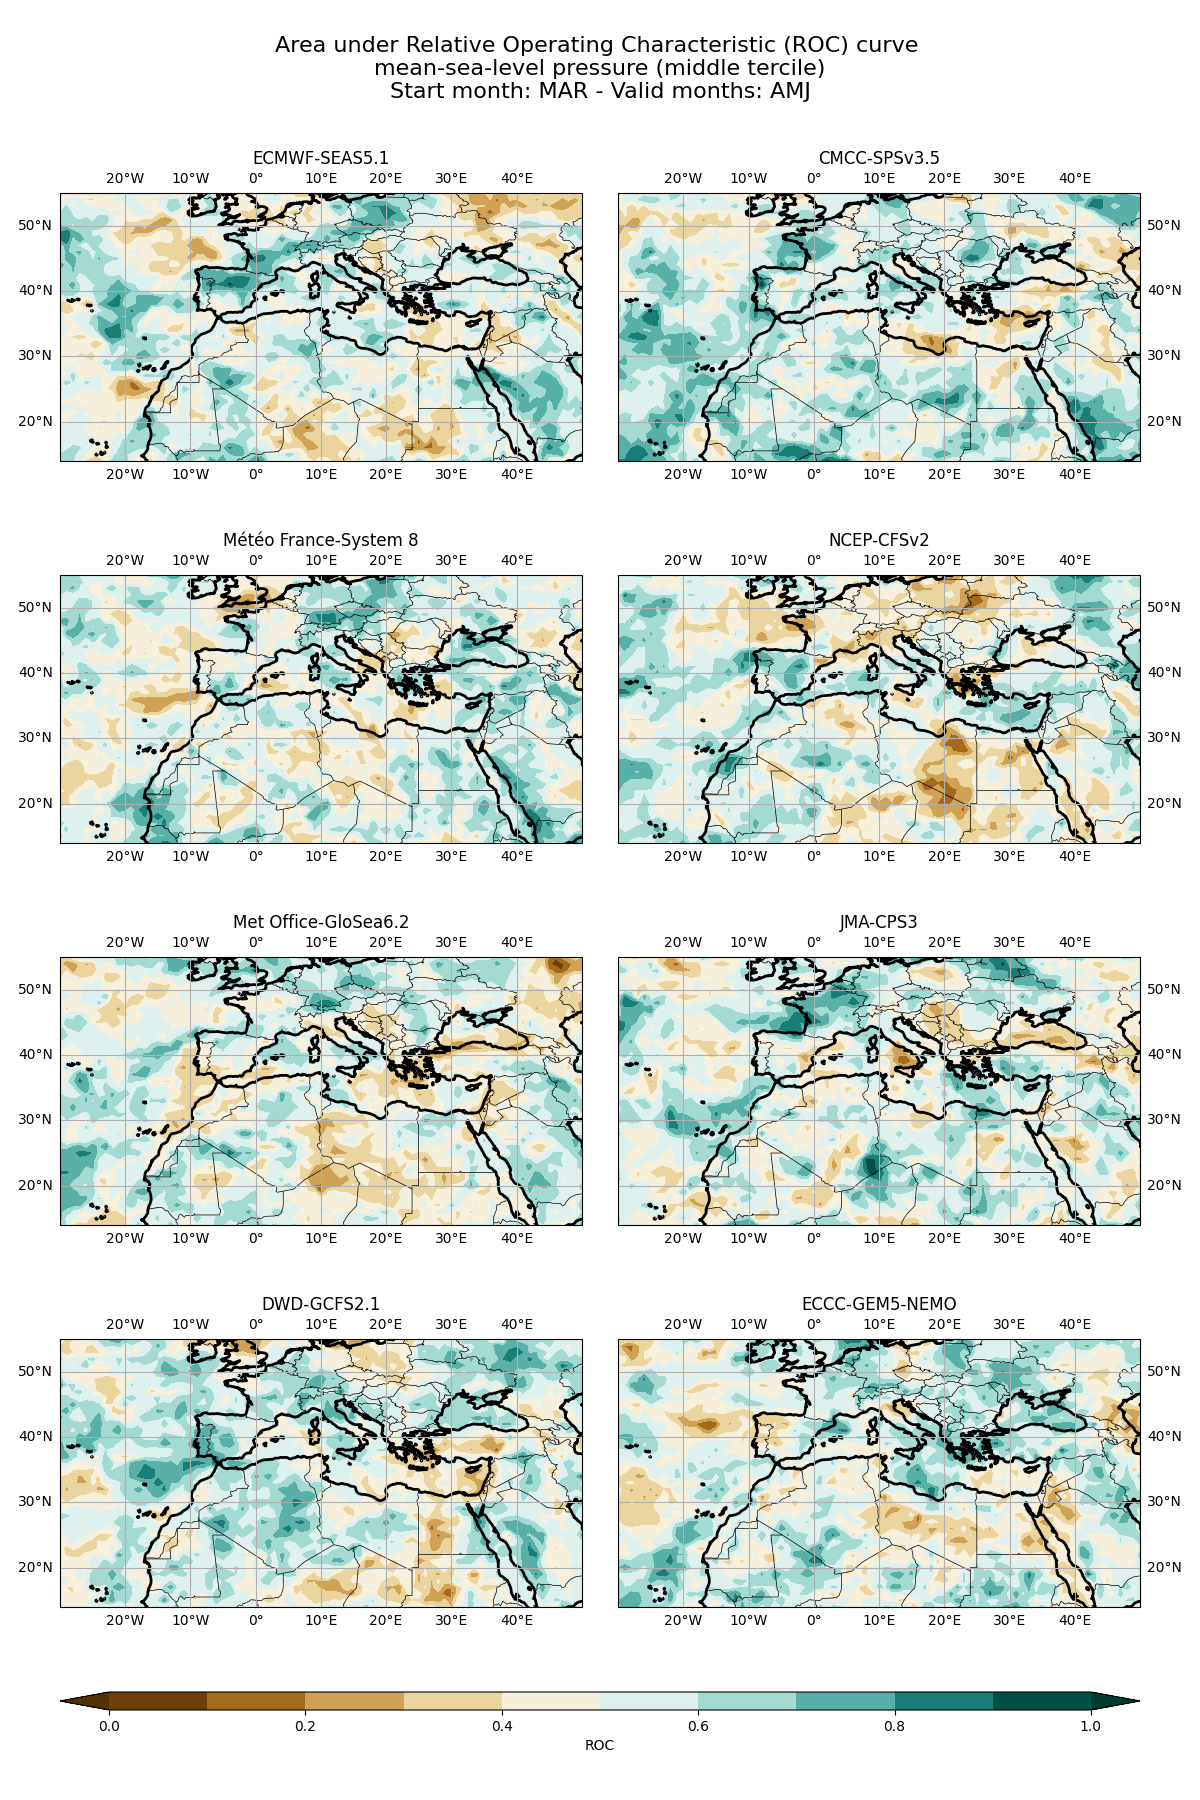 Area under Relative Operating Characteristic (ROC) curve
mean-sea-level pressure (middle tercile)
Start month: MAR - Valid months: AMJ
ECMWF-SEAS5.1
20°W 10°W 0° 10°E 20°E 30°E 40°E
50°N
40°N
30°N
20°N
20°W 10°W 0° 10°E 20°E 30°E 40°E
CMCC-SPSv3.5
20°W 10°W 0° 10°E 20°E 30°E 40°E
50°N
40°N
30°N
20°N
20°W 10°W 0° 10°E 20°E 30°E 40°E
Météo France-System 8
20°W 10°W 0° 10°E 20°E 30°E 40°E
50°N
40°N
30°N
20°N
20°W 10°W 0° 10°E 20°E 30°E 40°E
NCEP-CFSv2
20°W 10°W 0° 10°E 20°E 30°E 40°E
50°N
40°N
30°N
20°N
20°W 10°W 0° 10°E 20°E 30°E 40°E
Met Office-GloSea6.2
20°W 10°W 0° 10°E 20°E 30°E 40°E
50°N
40°N
30°N
20°N
20°W 10°W 0° 10°E 20°E 30°E 40°E
JMA-CPS3
20°W 10°W 0° 10°E 20°E 30°E 40°E
50°N
40°N
30°N
20°N
20°W 10°W 0° 10°E 20°E 30°E 40°E
DWD-GCFS2.1
20°W 10°W 0° 10°E 20°E 30°E 40°E
50°N
40°N
30°N
20°N
20°W 10°W 0° 10°E 20°E 30°E 40°E
ECCC-GEM5-NEMO
20°W 10°W 0° 10°E 20°E 30°E 40°E
50°N
40°N
30°N
20°N
20°W 10°W 0° 10°E 20°E 30°E 40°E
0.0 0.2 0.4 0.6 0.8 1.0
ROC